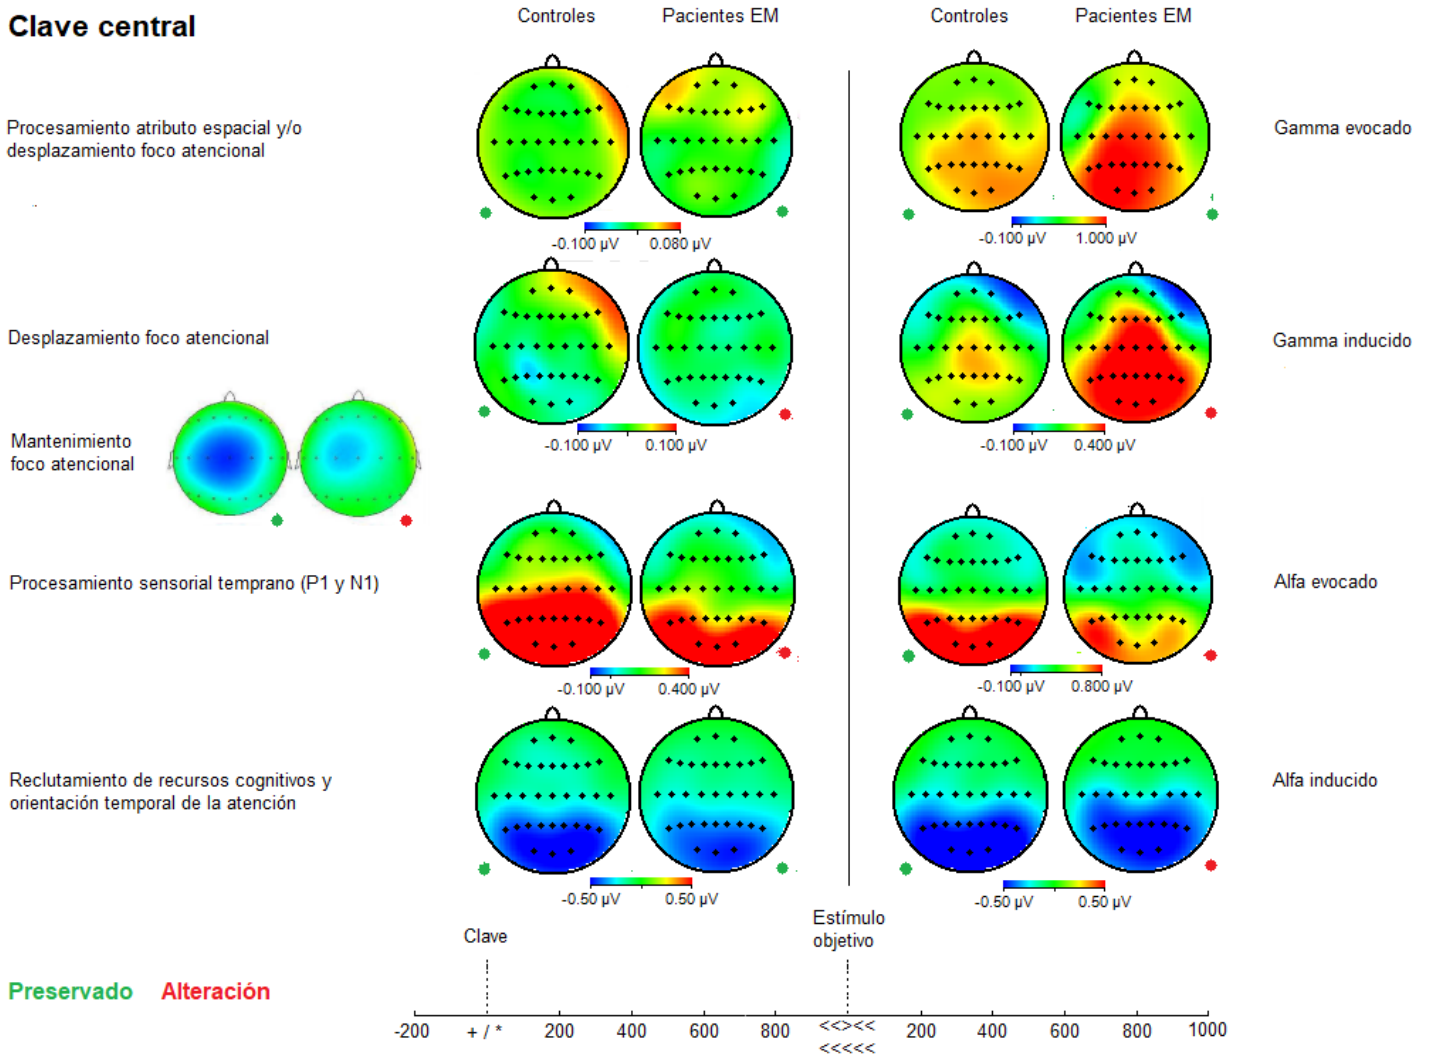 Clave central
Controles
Pacientes EM
Controles
Pacientes EM
Procesamiento atributo espacial y/o
desplazamiento foco atencional
Gamma evocado
-0.100 µV
0.080 µV
-0.100 µV
1.000 µV
Desplazamiento foco atencional
Gamma inducido
-0.100 µV
0.100 µV
-0.100 µV
0.400 µV
Mantenimiento
foco atencional
Procesamiento sensorial temprano (P1 y N1)
Alfa evocado
-0.100 µV
0.400 µV
-0.100 µV
0.800 µV
Reclutamiento de recursos cognitivos y
orientación temporal de la atención
Alfa inducido
-0.50 µV
0.50 µV
-0.50 µV
0.50 µV
Clave
Estímulo
objetivo
Preservado
Alteración
-200
+ / *
200
400
600
800
<<><<
<<<<<
200
400
600
800
1000